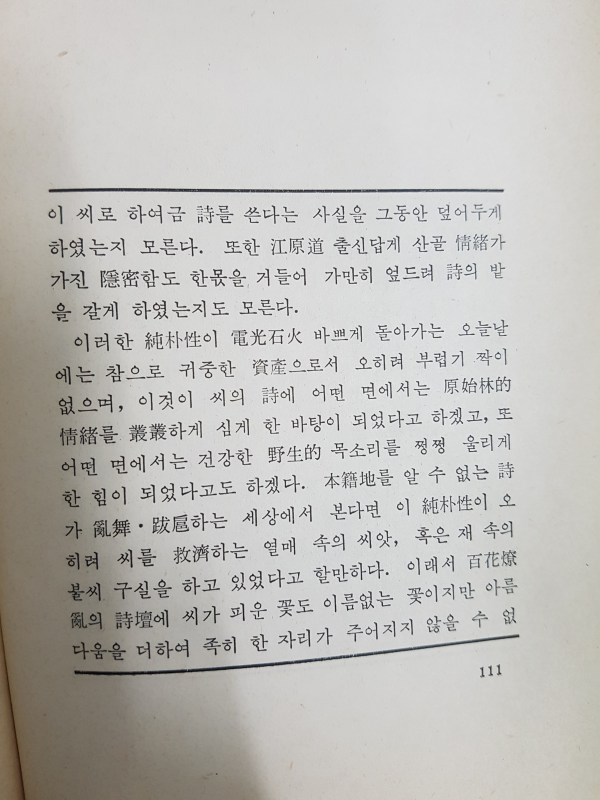 이 씨로 하여금 詩를 쓴다는 사실을 그동안 덮어두게
하였는지 모른다. 또한 江原道 출신답게 산골 情緖가
가진 隱密함도 한몫을 거들어 가만히 엎드려 詩의 밭
을 갈게 하였는지도 모른다.
이러한 純朴性이 電光石火 바쁘게 돌아가는 오늘날
에는 참으로 귀중한 資產으로서 오히려 부럽기 짝이
없으며, 이것이 씨의 詩에 어떤 면에서는 原始林的
情緖를 叢叢하게 심게 한 바탕이 되었다고 하겠고, 또
어떤 면에서는 건강한 野生的 목소리를 쩡쩡 울리게
한 힘이 되었다고도 하겠다. 本籍地를 알 수 없는 詩
가 亂舞·跋扈하는 세상에서 본다면 이 純朴性이 오
히려 씨를 救濟하는 열매 속의 씨앗, 혹은 재 속의
불씨 구실을 하고 있었다고 할만하다. 이래서 百花燎
亂의 詩壇에 씨가 피운 꽃도 이름없는 꽃이지만 아름
다움을 더하여 족히 한 자리가 주어지지 않을 수 없
111